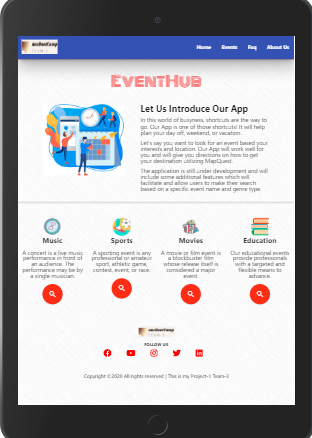 Home Events Faq About Us
EventHub
Let Us Introduce Our App
In this world of busyness, shortcuts are the way to
go. Our App is one of those shortcuts! It will help
plan your day off, weekend, or vacation.
Let's say you want to look for an event based your
interests and location. Our App will work well for
you and will give you directions on how to get
your destination utilizing MapQuest.
The application is still under development and will
include some additional features which will
facilitate and allow users to make their search
based on a specific event name and genre type.
Music
A concert is a live music
performance in front of
an audience. The
performance may be by
a single musician.
Sports
A sporting event is any
professional or amateur
sport, athletic game,
contest, event, or race.
Movies
A movie or film event is
a blockbuster film
whose release itself is
considered a major
event.
Education
Our educational events
provide professionals
with a targeted and
flexible means to
advance.
FOLLOW US
Copyright ©2020 All rights reserved | This is my Project-1 Team-3